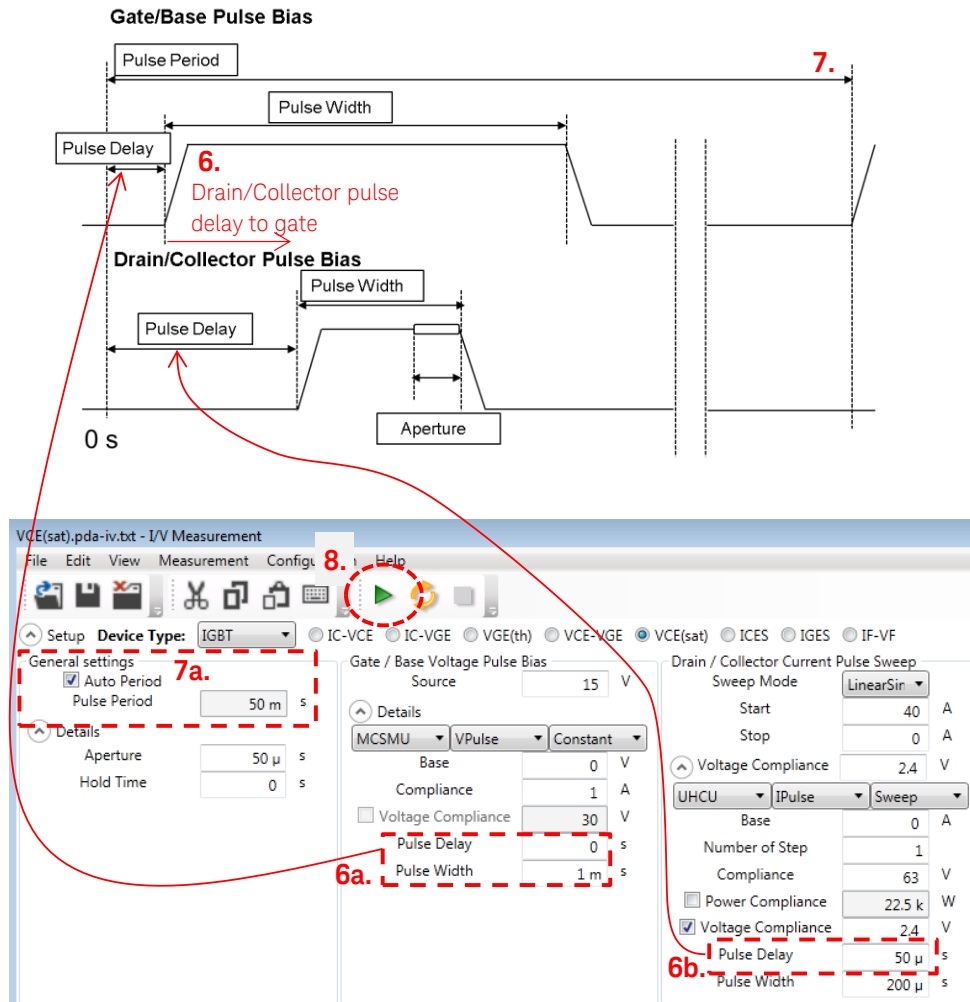 Gate/Base Pulse Bias
Pulse Period
7.
Pulse Width
Pulse Delay
6.
Drain/Collector pulse
delay to gate
Drain/Collector Pulse Bias
Pulse Width
Pulse Delay
Aperture
0 s
VCE(sat).pda-iv.txt - I/V Measurement
File Edit View Measurement Help
8.
Setup Device Type: IGBT IC-VCE IC-VGE VGE(th) VCE-VGE VCE(sat) ICES IGES IF-VF
General settings
7a.
Auto Period
Pulse Period 50 m s
Details
Aperture 50 µ s
Hold Time 0 s
Gate / Base Voltage Pulse Bias
Source 15 V
Details
MCSMU VPulse Constant
Base 0 V
Compliance 1 A
Voltage Compliance 30 V
Pulse Delay 0 s
6a.
Pulse Width 1 m s
Drain / Collector Current Pulse Sweep
Sweep Mode LinearSin
Start 40 A
Stop 0 A
Voltage Compliance 2.4 V
UHCU IPulse Sweep
Base 0 A
Number of Step 1
Compliance 63 V
Power Compliance 22.5 k W
Voltage Compliance 2.4 V
Pulse Delay 50 µ s
6b.
Pulse Width 200 µ s